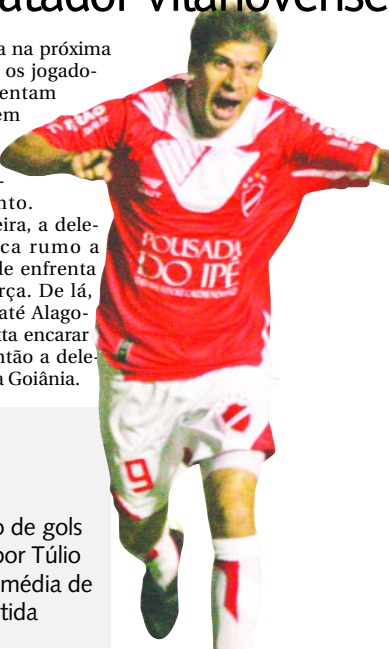 atador vilanovense
a na próxima
os jogado-
entam
em
-
nto.
eira, a dele-
ca rumo a
le enfrenta
rça. De lá,
até Alago-
ta encarar
ntão a dele-
a Goiânia.
POUSADA
DO IPÊ
9
o de gols
por Túlio
média de
tida